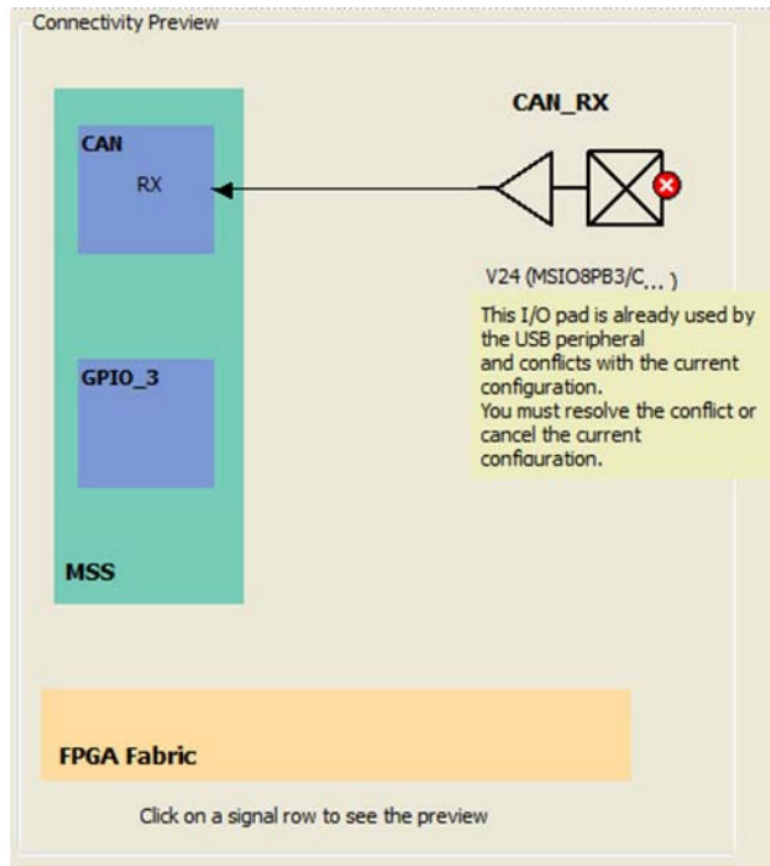 Connectivity Preview
CAN_RX
CAN
RX
V24 (MSIO8PB3/C... )
This I/O pad is already used by
the USB peripheral
and conflicts with the current
configuration.
You must resolve the conflict or
cancel the current
configuration.
GPIO_3
MSS
FPGA Fabric
Click on a signal row to see the preview